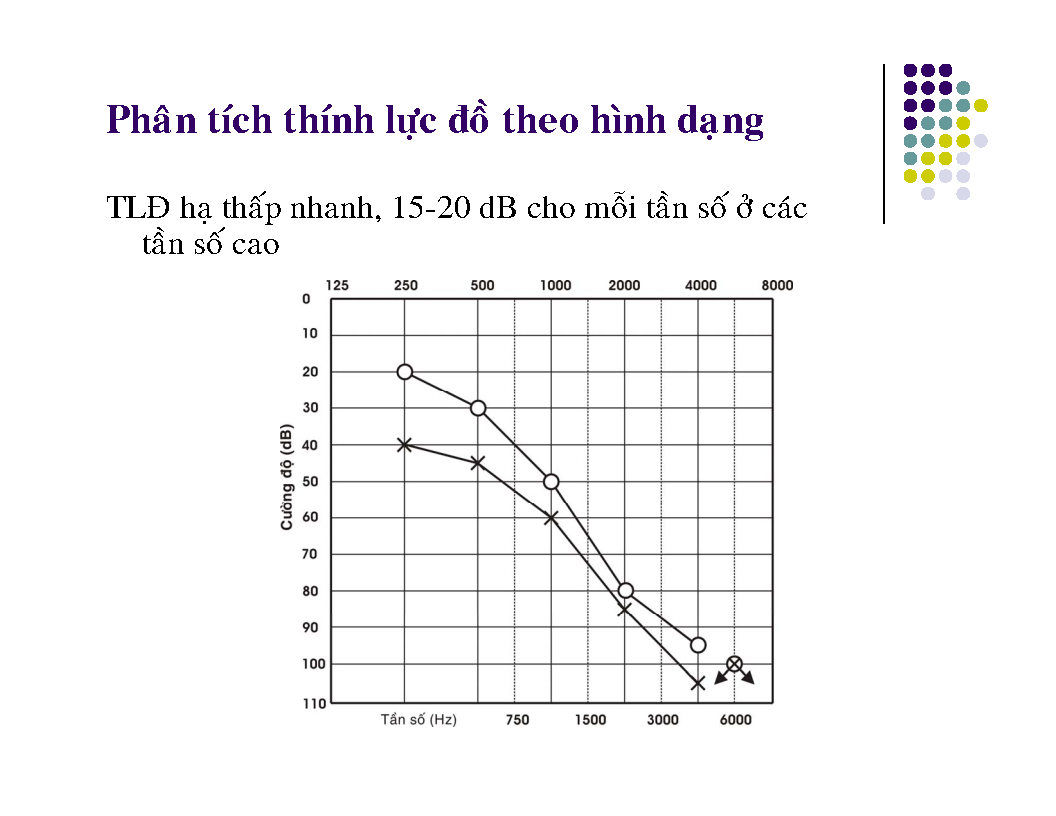 Phân tích thính lực đồ theo hình dạng
TLĐ hạ thấp nhanh, 15-20 dB cho mỗi tần số ở các
tần số cao
125 250 500 1000 2000 4000 8000
0
10
20
30
40
50
60
70
80
90
100
110
Cường độ (dB)
Tần số (Hz) 750 1500 3000 6000